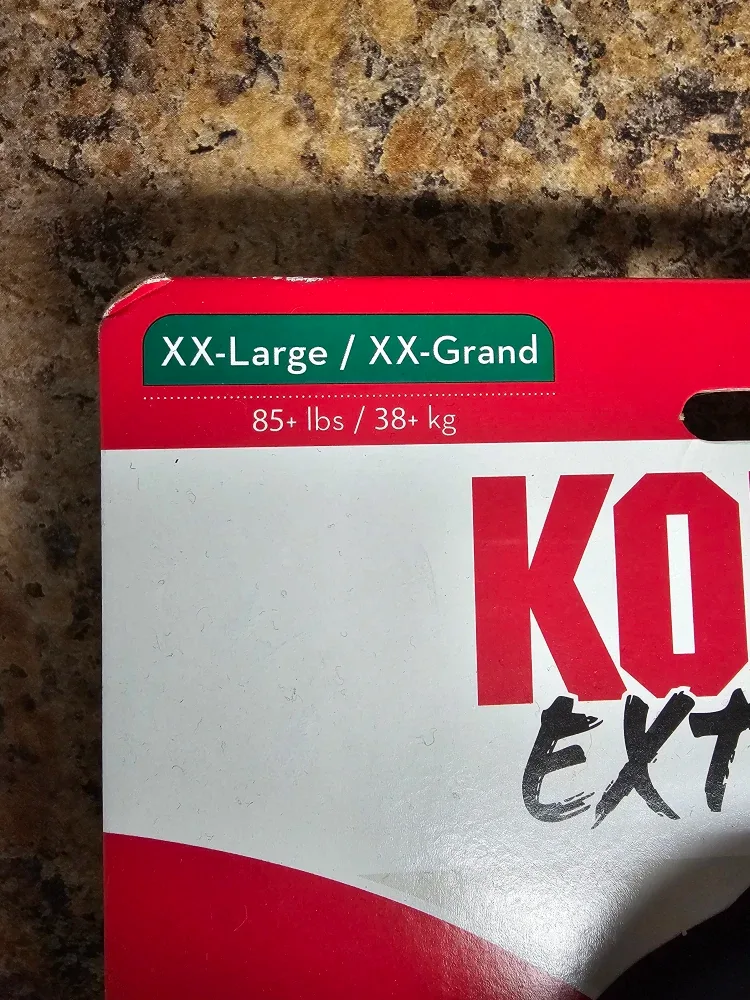 XX-Large / XX-Grand
85+ lbs / 38+ kg
KO
EXT